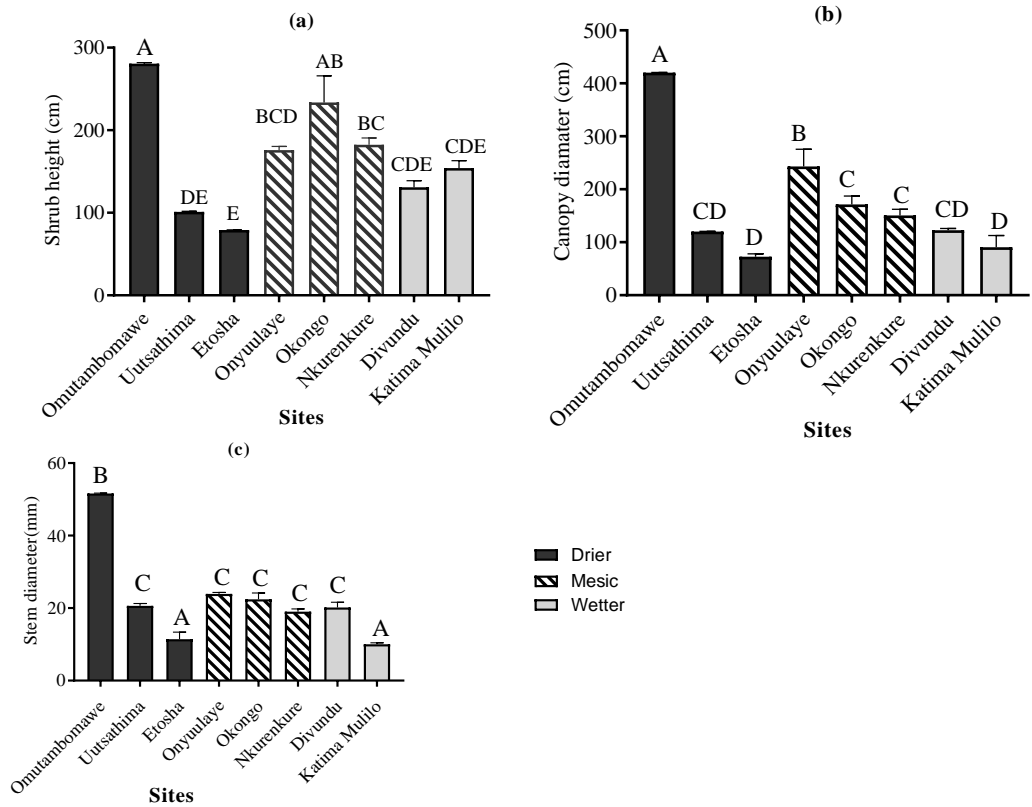 (a)
Shrub height (cm)
300
200
100
0
A
DE
E
BCD
AB
BC
CDE
CDE
Omutambomawe
Uutsathima
Etosha
Onyuulaye
Okongo
Nkurenkure
Divundu
Katima Mulilo
Sites
(b)
Canopy diamater (cm)
500
400
300
200
100
0
A
CD
D
B
C
C
CD
D
Omutambomawe
Uutsathima
Etosha
Onyuulaye
Okongo
Nkurenkure
Divundu
Katima Mulilo
Sites
(c)
Stem diameter(mm)
60
40
20
0
B
C
A
C
C
C
C
A
Omutambomawe
Uutsathima
Etosha
Onyuulaye
Okongo
Nkurenkure
Divundu
Katima Mulilo
Sites
Drier
Mesic
Wetter